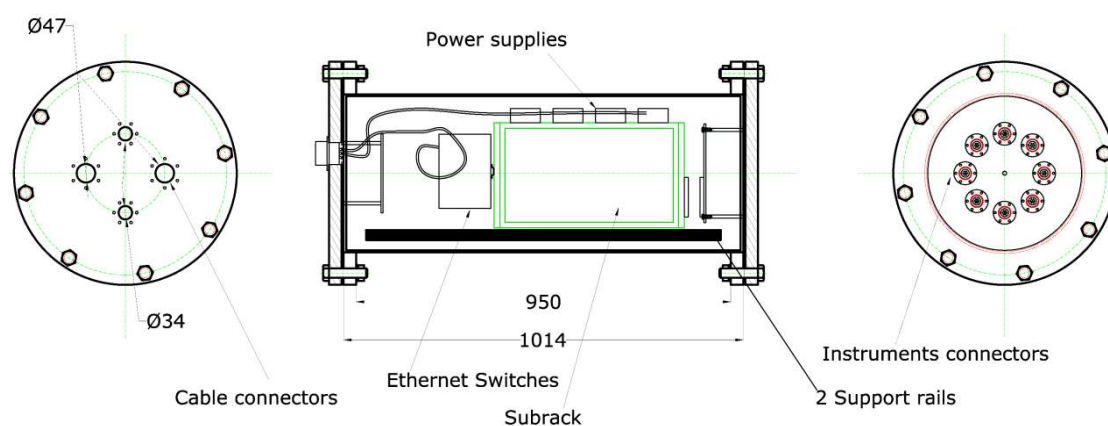 Ø47
Power supplies
950
Ø34
1014
Instruments connectors
Ethernet Switches
Cable connectors
2 Support rails
Subrack